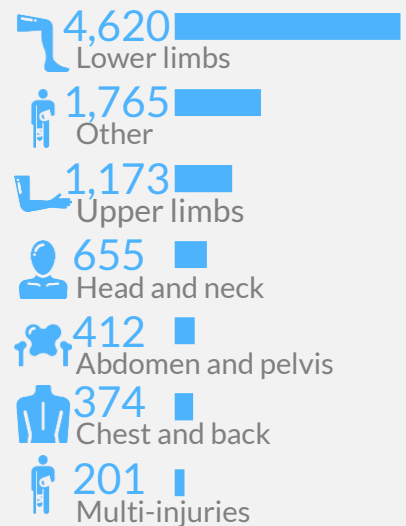 4,620
Lower limbs
1,765
Other
1,173
Upper limbs
655
Head and neck
412
Abdomen and pelvis
374
Chest and back
201
Multi-injuries